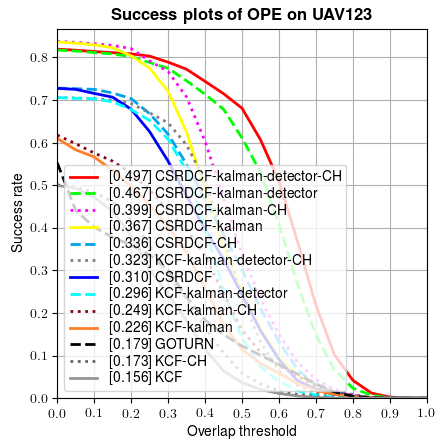 Success plots of OPE on UAV123
Success rate
0.8
0.7
0.6
0.5
0.4
0.3
0.2
0.1
0.0
[0.497] CSRDCF-kalman-detector-CH
[0.467] CSRDCF-kalman-detector
[0.399] CSRDCF-kalman-CH
[0.367] CSRDCF-kalman
[0.336] CSRDCF-CH
[0.323] KCF-kalman-detector-CH
[0.310] CSRDCF
[0.296] KCF-kalman-detector
[0.249] KCF-kalman-CH
[0.226] KCF-kalman
[0.179] GOTURN
[0.173] KCF-CH
[0.156] KCF
0.0 0.1 0.2 0.3 0.4 0.5 0.6 0.7 0.8 0.9 1.0
Overlap threshold